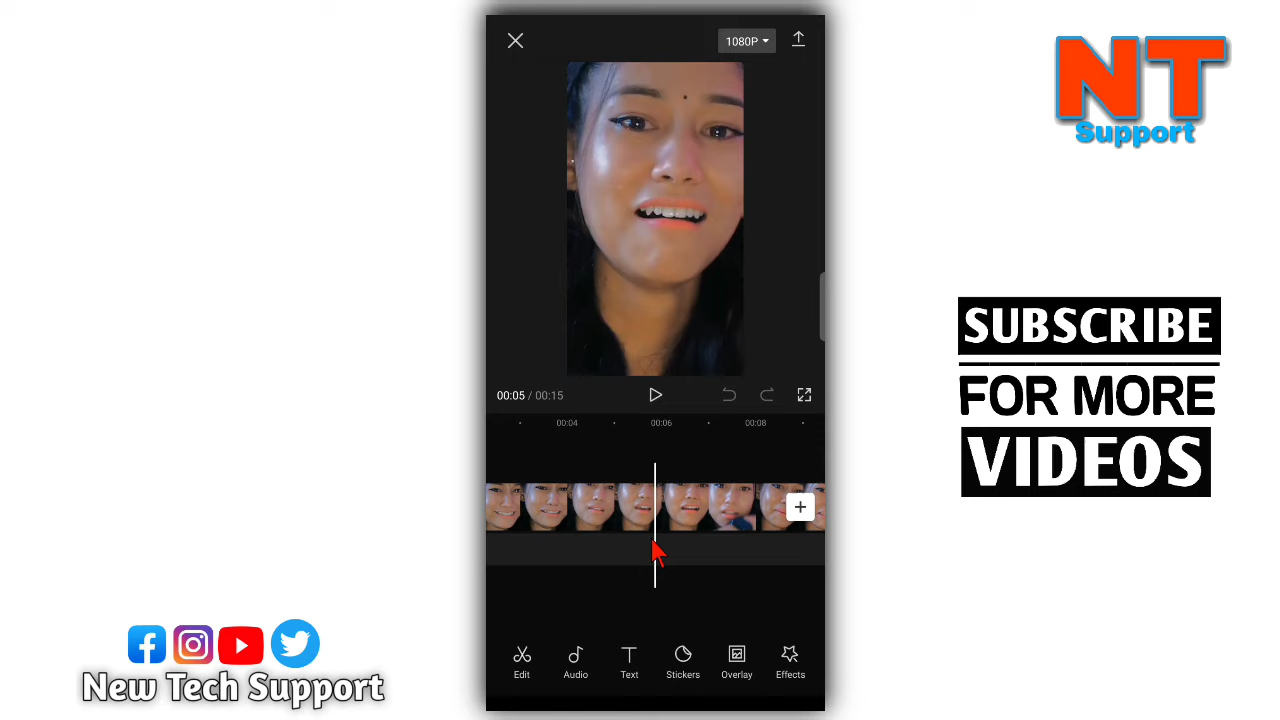 1080P
NT
Support
00:05 / 00:15
00:04 00:06 00:08
SUBSCRIBE
FOR MORE
VIDEOS
Edit Audio Text Stickers Overlay Effects
New Tech Support